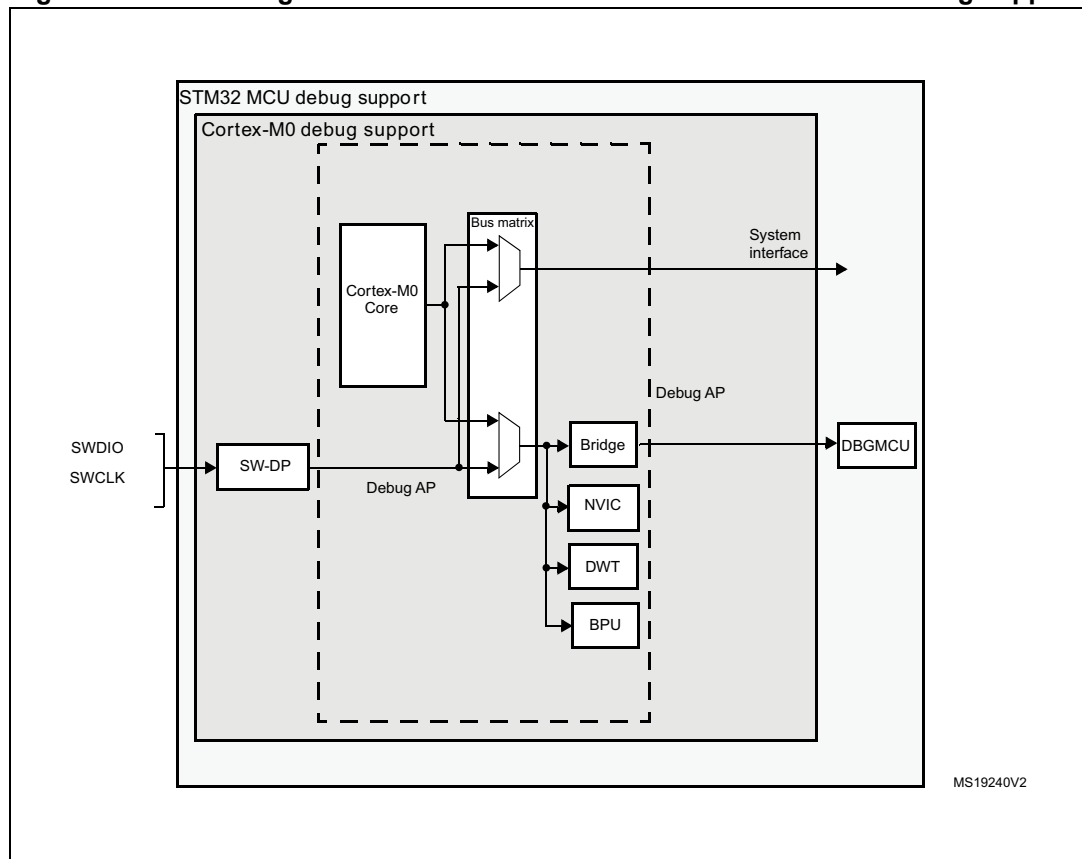 STM32 MCU debug support
Cortex-M0 debug support
Bus matrix
System
interface
Cortex-M0
Core
Debug AP
SWDIO
SWCLK
SW-DP
Debug AP
Bridge
DBGMCU
NVIC
DWT
BPU
MS19240V2